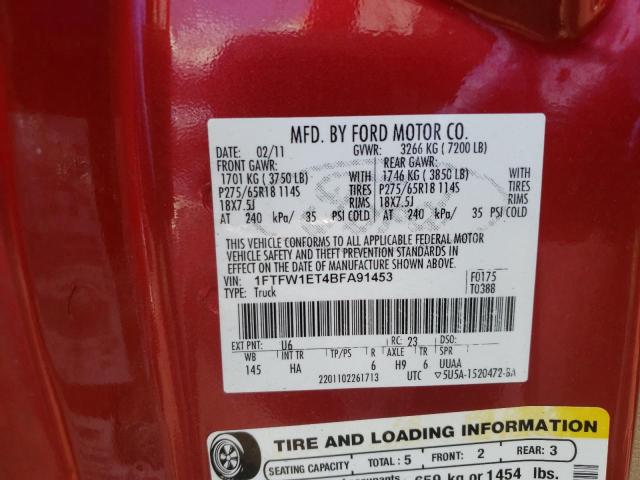 MFD. BY FORD MOTOR CO.
DATE: 02/11 GVWR: 3266 KG ( 7200 LB)
FRONT GAWR: REAR GAWR:
1701 KG ( 3750 LB) WITH 1746 KG ( 3850 LB) WITH
P275/65R18 114S TIRES P275/65R18 114S TIRES
18X7.5J RIMS 18X7.5J RIMS
AT 240 kPa/ 35 PSI COLD AT 240 kPa/ 35 PSI COLD
THIS VEHICLE CONFORMS TO ALL APPLICABLE FEDERAL MOTOR
VEHICLE SAFETY AND THEFT PREVENTION STANDARDS IN
EFFECT ON THE DATE OF MANUFACTURE SHOWN ABOVE.
VIN: 1FTFW1ET4BFA91453 F0175
TYPE: Truck T0388
EXT PNT: U6 RC: 23 DSO:
WB INT TR TP/PS R AXLE TR SPR
145 HA 6 H9 6 UUAA
2201102261713 UTC ▽5U5A-1520472-BA
TIRE AND LOADING INFORMATION
SEATING CAPACITY TOTAL : 5 FRONT: 2 REAR: 3
occupants 659 kg or 1454 lbs.